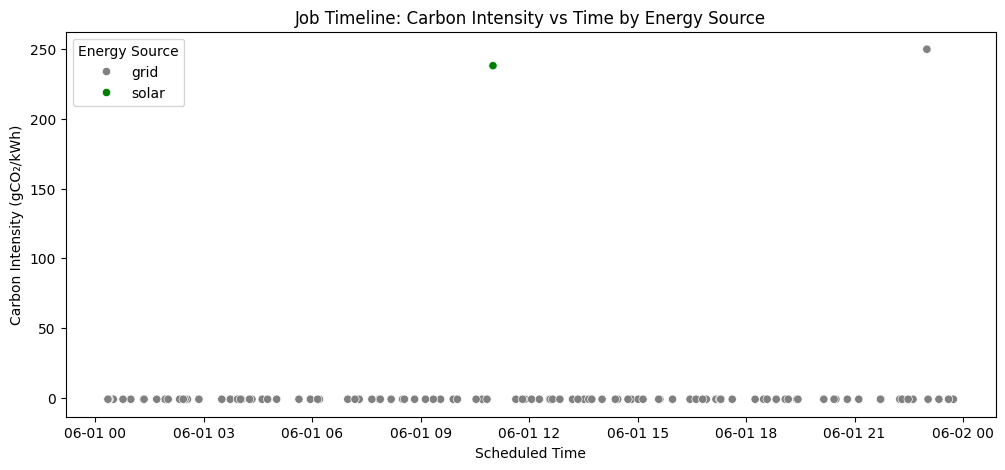 Job Timeline: Carbon Intensity vs Time by Energy Source
Energy Source
grid
solar
Carbon Intensity (gCO₂/kWh)
250
200
150
100
50
0
06-01 00
06-01 03
06-01 06
06-01 09
06-01 12
06-01 15
06-01 18
06-01 21
06-02 00
Scheduled Time